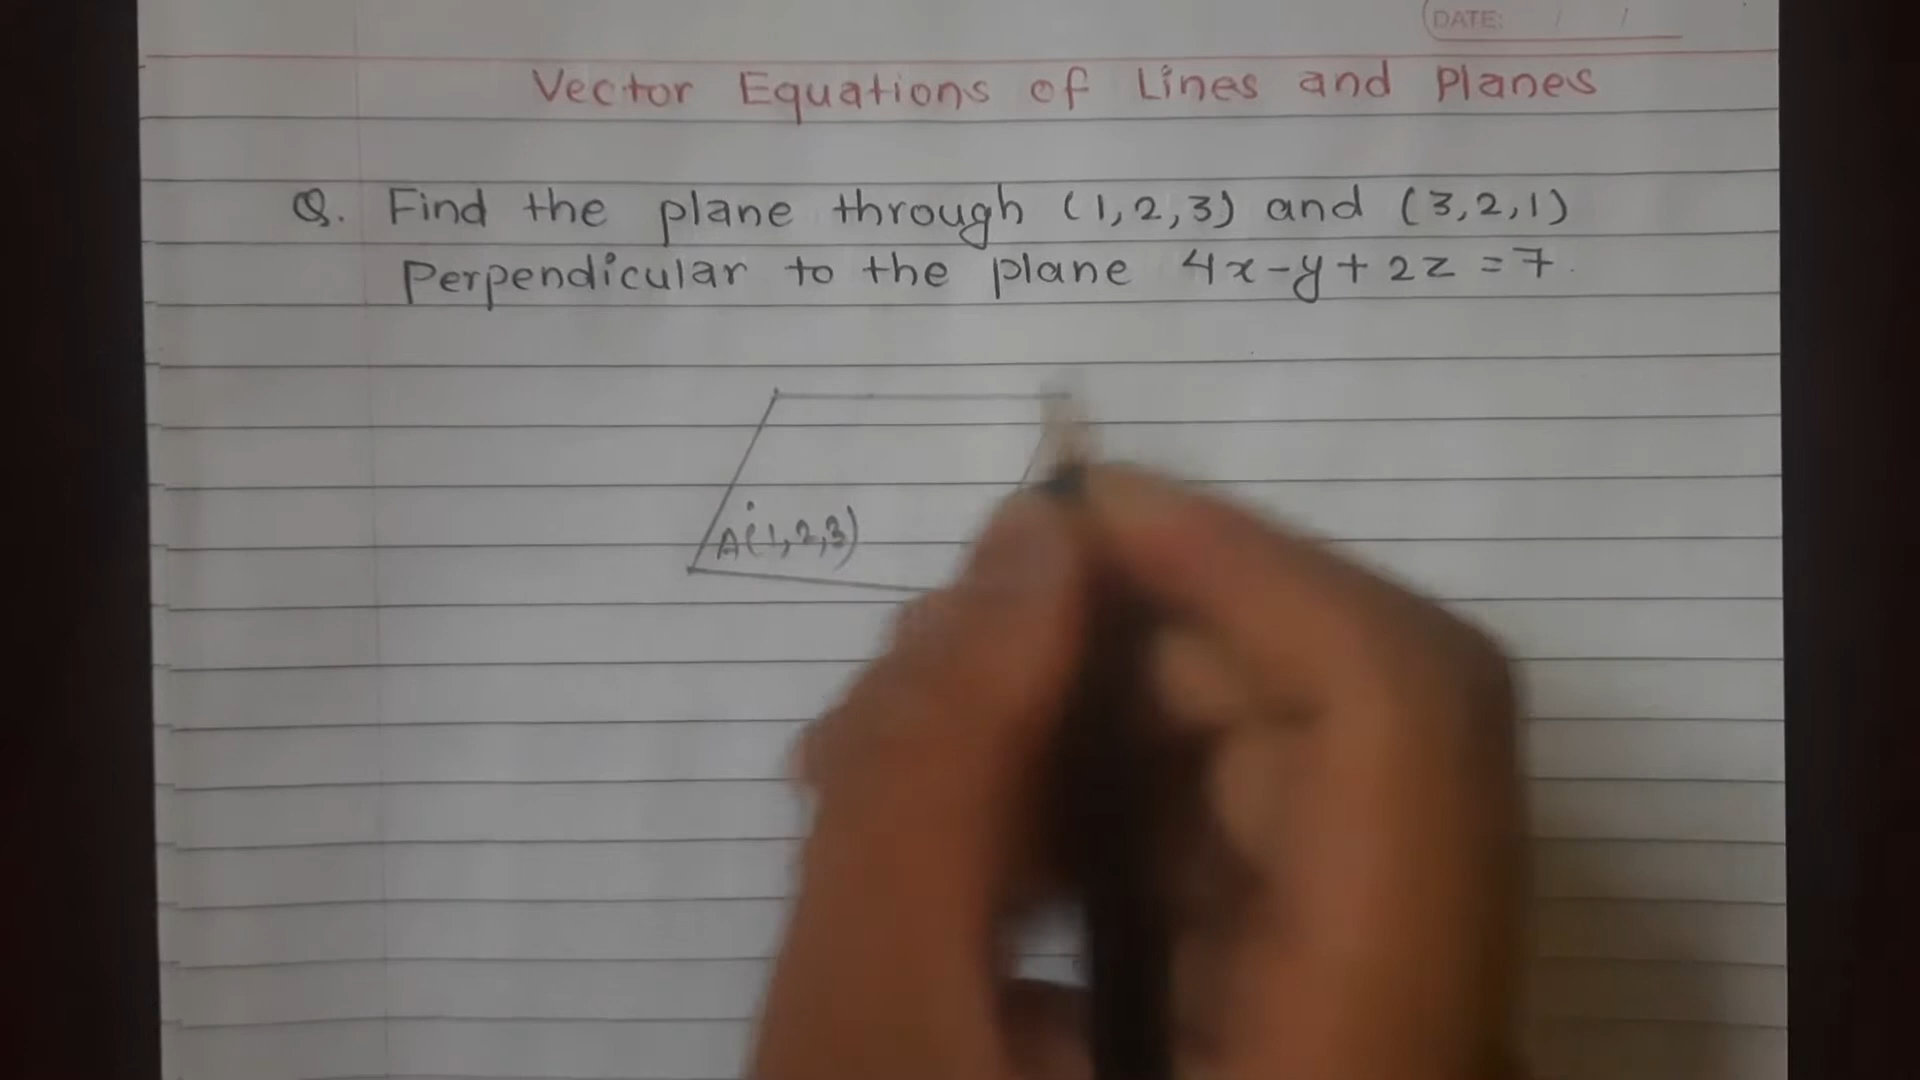 DATE: / /
Vector Equations of Lines and Planes
Q. Find the plane through (1,2,3) and (3,2,1)
Perpendicular to the plane 4x-y+2z=7.
A(1,2,3)